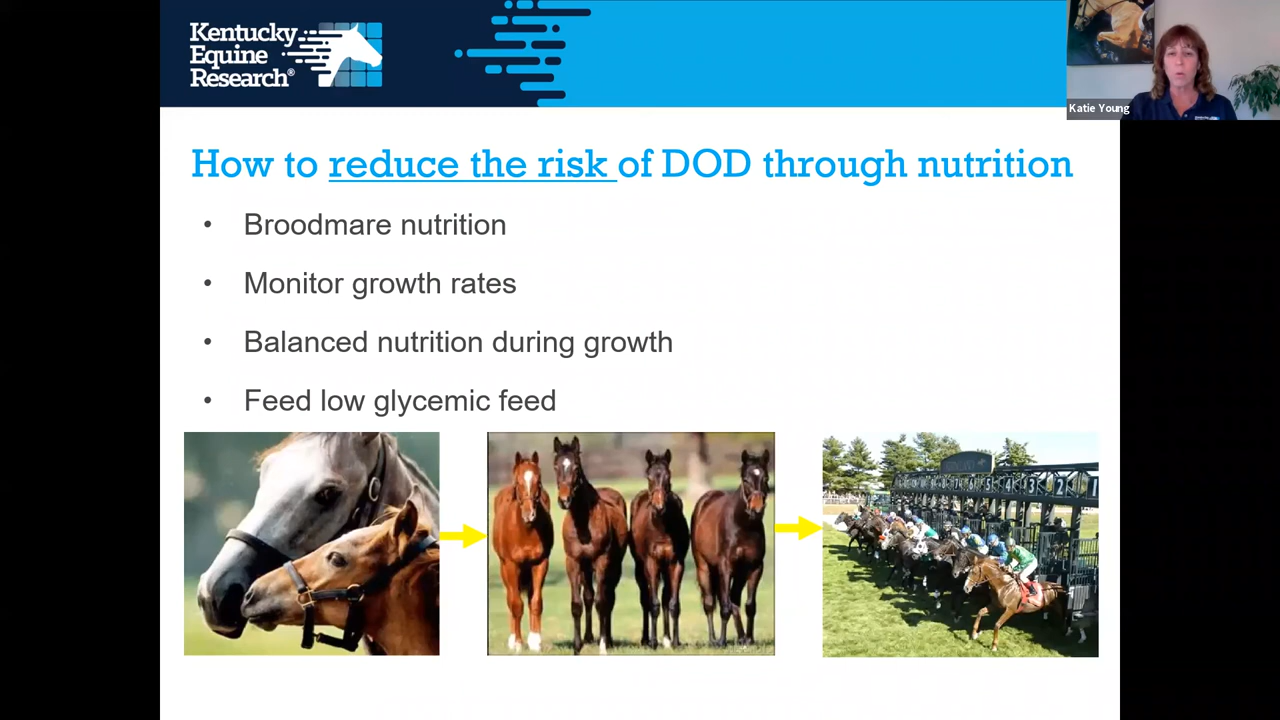 Kentucky
Equine
Research®
Katie Young
How to reduce the risk of DOD through nutrition
• Broodmare nutrition
• Monitor growth rates
• Balanced nutrition during growth
• Feed low glycemic feed